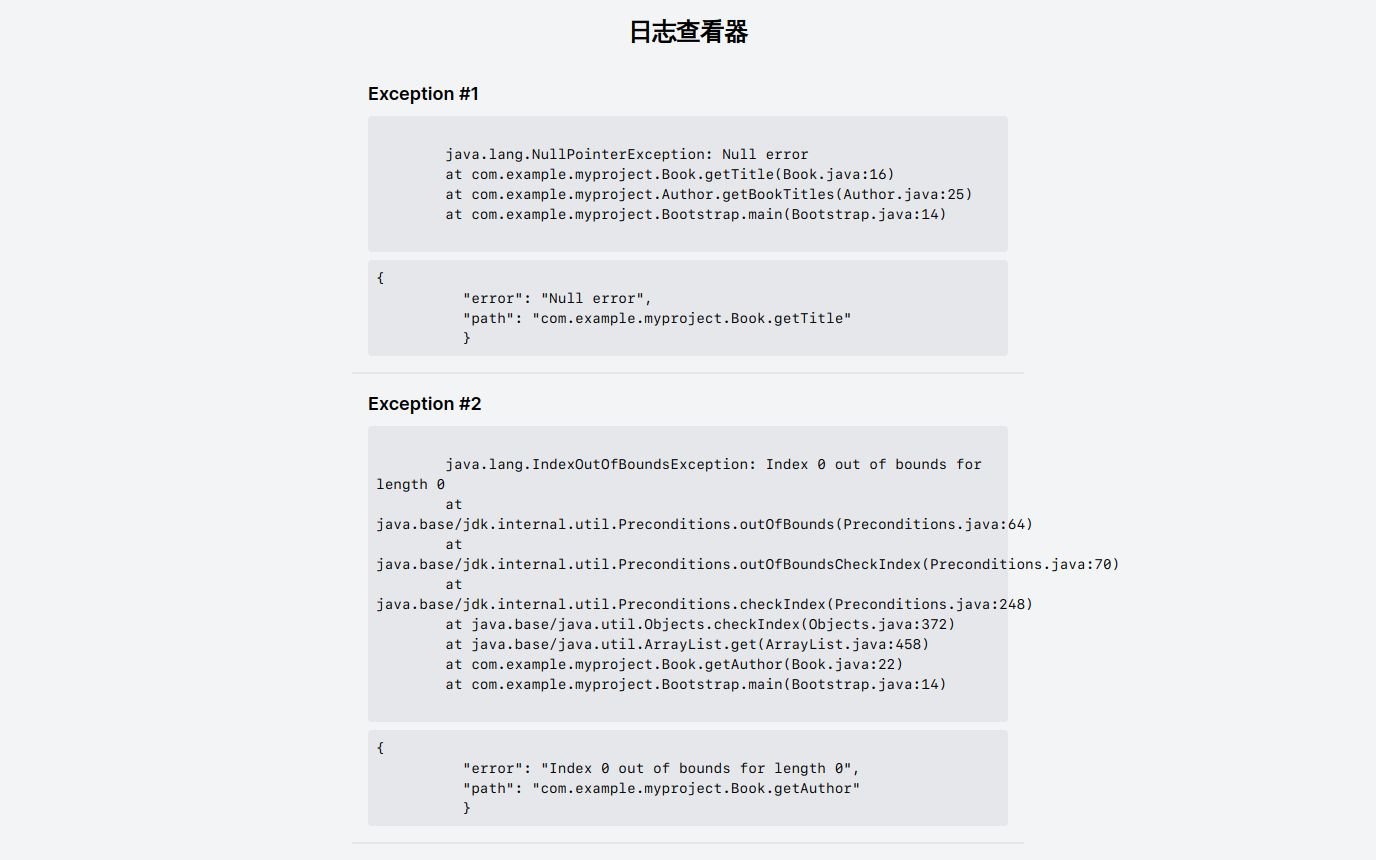 日志查看器
Exception #1
java.lang.NullPointerException: Null error
at com.example.myproject.Book.getTitle(Book.java:16)
at com.example.myproject.Author.getBookTitles(Author.java:25)
at com.example.myproject.Bootstrap.main(Bootstrap.java:14)
{
"error": "Null error",
"path": "com.example.myproject.Book.getTitle"
}
Exception #2
java.lang.IndexOutOfBoundsException: Index 0 out of bounds for
length 0
at
java.base/jdk.internal.util.Preconditions.outOfBounds(Preconditions.java:64)
at
java.base/jdk.internal.util.Preconditions.outOfBoundsCheckIndex(Preconditions.java:70)
at
java.base/jdk.internal.util.Preconditions.checkIndex(Preconditions.java:248)
at java.base/java.util.Objects.checkIndex(Objects.java:372)
at java.base/java.util.ArrayList.get(ArrayList.java:458)
at com.example.myproject.Book.getAuthor(Book.java:22)
at com.example.myproject.Bootstrap.main(Bootstrap.java:14)
{
"error": "Index 0 out of bounds for length 0",
"path": "com.example.myproject.Book.getAuthor"
}